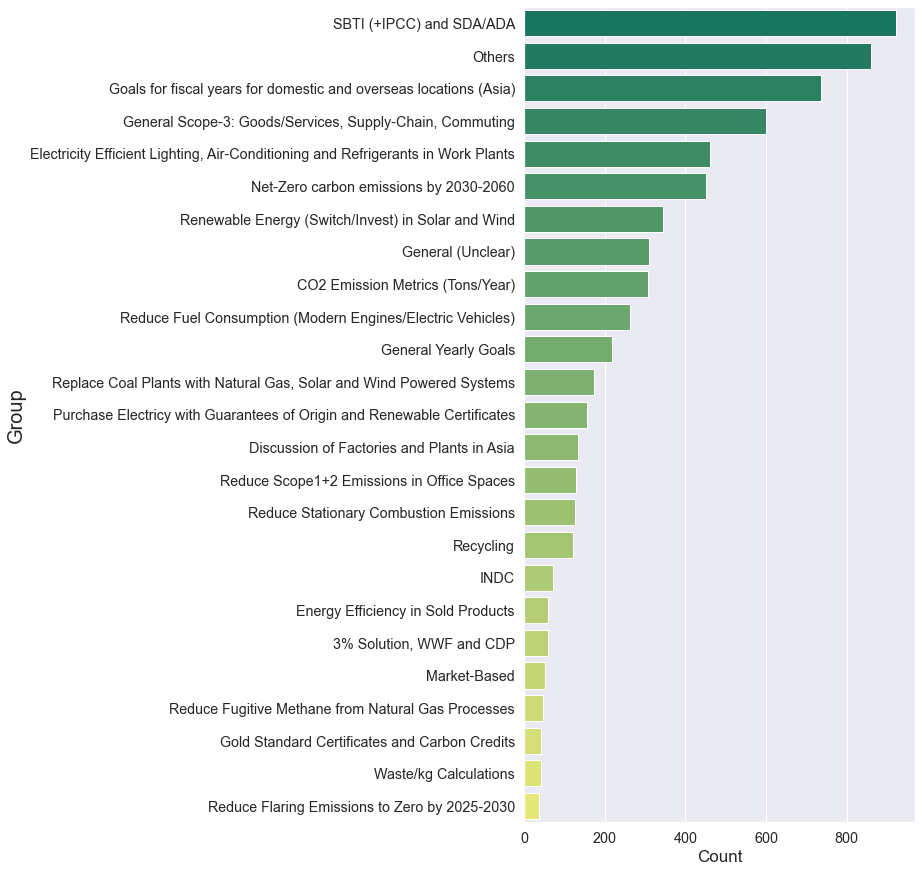 SBTI (+IPCC) and SDA/ADA
Others
Goals for fiscal years for domestic and overseas locations (Asia)
General Scope-3: Goods/Services, Supply-Chain, Commuting
Electricity Efficient Lighting, Air-Conditioning and Refrigerants in Work Plants
Net-Zero carbon emissions by 2030-2060
Renewable Energy (Switch/Invest) in Solar and Wind
General (Unclear)
CO2 Emission Metrics (Tons/Year)
Reduce Fuel Consumption (Modern Engines/Electric Vehicles)
General Yearly Goals
Replace Coal Plants with Natural Gas, Solar and Wind Powered Systems
Purchase Electricy with Guarantees of Origin and Renewable Certificates
Discussion of Factories and Plants in Asia
Reduce Scope1+2 Emissions in Office Spaces
Reduce Stationary Combustion Emissions
Recycling
INDC
Energy Efficiency in Sold Products
3% Solution, WWF and CDP
Market-Based
Reduce Fugitive Methane from Natural Gas Processes
Gold Standard Certificates and Carbon Credits
Waste/kg Calculations
Reduce Flaring Emissions to Zero by 2025-2030
Group
0 200 400 600 800
Count